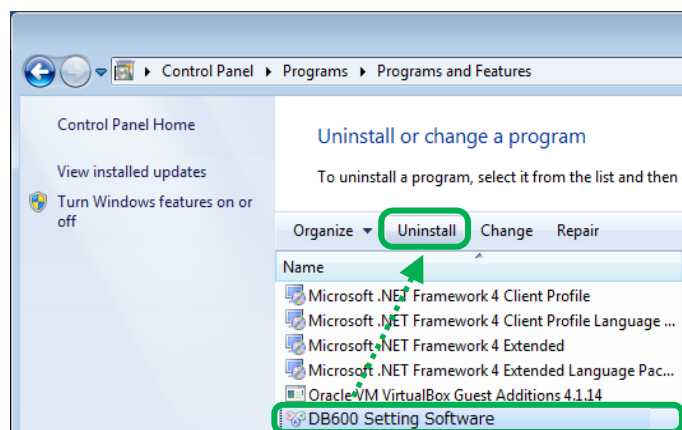 Control Panel Programs Programs and Features
Control Panel Home
View installed updates
Turn Windows features on or
off
Uninstall or change a program
To uninstall a program, select it from the list and then
Organize Uninstall Change Repair
Name
Microsoft .NET Framework 4 Client Profile
Microsoft .NET Framework 4 Client Profile Language ...
Microsoft .NET Framework 4 Extended
Microsoft .NET Framework 4 Extended Language Pac...
Oracle VM VirtualBox Guest Additions 4.1.14
DB600 Setting Software